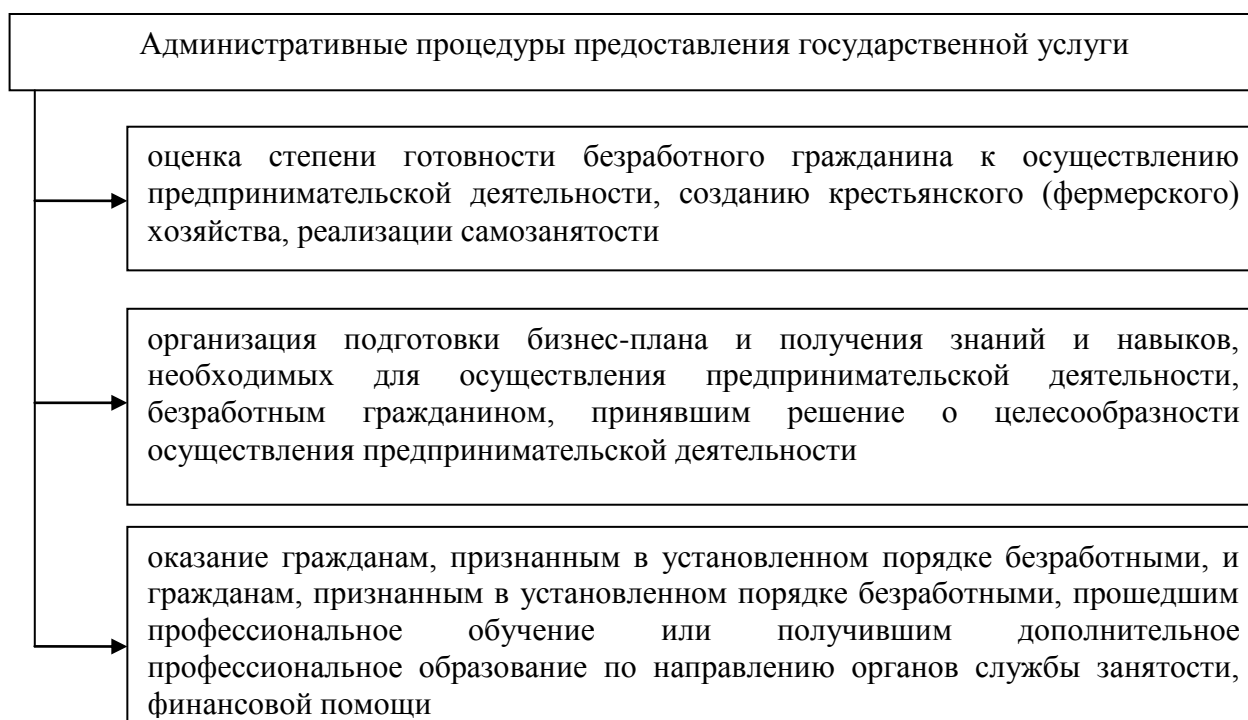 Административные процедуры предоставления государственной услуги
оценка степени готовности безработного гражданина к осуществлению
предпринимательской деятельности, созданию крестьянского (фермерского)
хозяйства, реализации самозанятости
организация подготовки бизнес-плана и получения знаний и навыков,
необходимых для осуществления предпринимательской деятельности,
безработным гражданином, принявшим решение о целесообразности
осуществления предпринимательской деятельности
оказание гражданам, признанным в установленном порядке безработными, и
гражданам, признанным в установленном порядке безработными, прошедшим
профессиональное обучение или получившим дополнительное
профессиональное образование по направлению органов службы занятости,
финансовой помощи